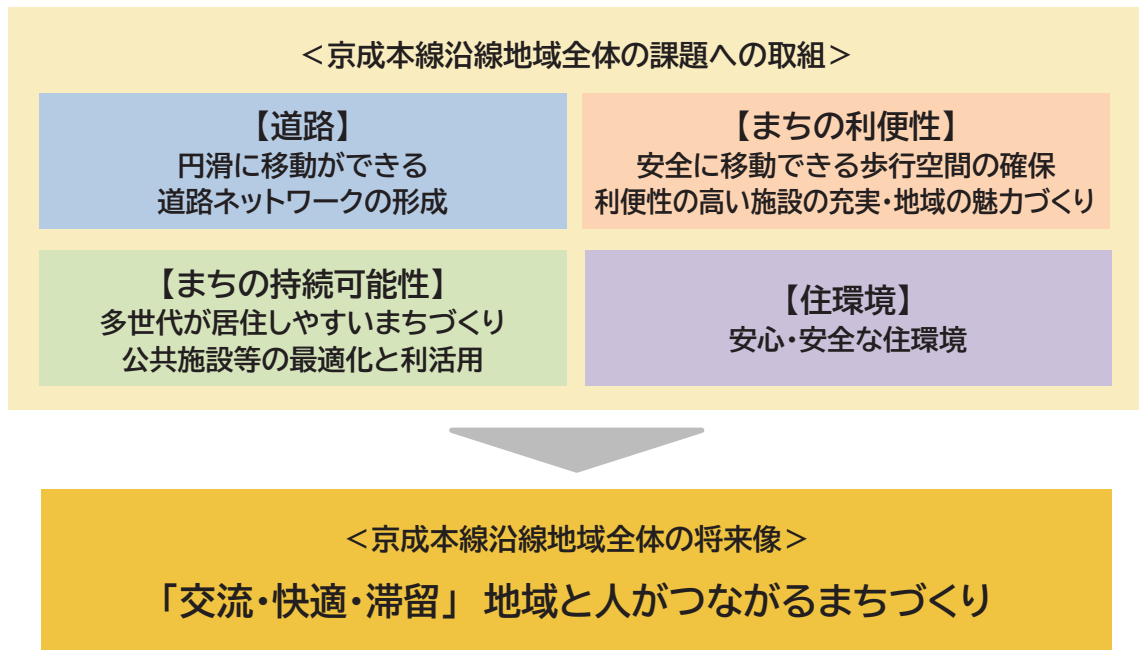 ＜京成本線沿線地域全体の課題への取組＞
【道路】
円滑に移動ができる
道路ネットワークの形成
【まちの利便性】
安全に移動できる歩行空間の確保
利便性の高い施設の充実・地域の魅力づくり
【まちの持続可能性】
多世代が居住しやすいまちづくり
公共施設等の最適化と利活用
【住環境】
安心・安全な住環境
＜京成本線沿線地域全体の将来像＞
「交流・快適・滞留」 地域と人がつながるまちづくり